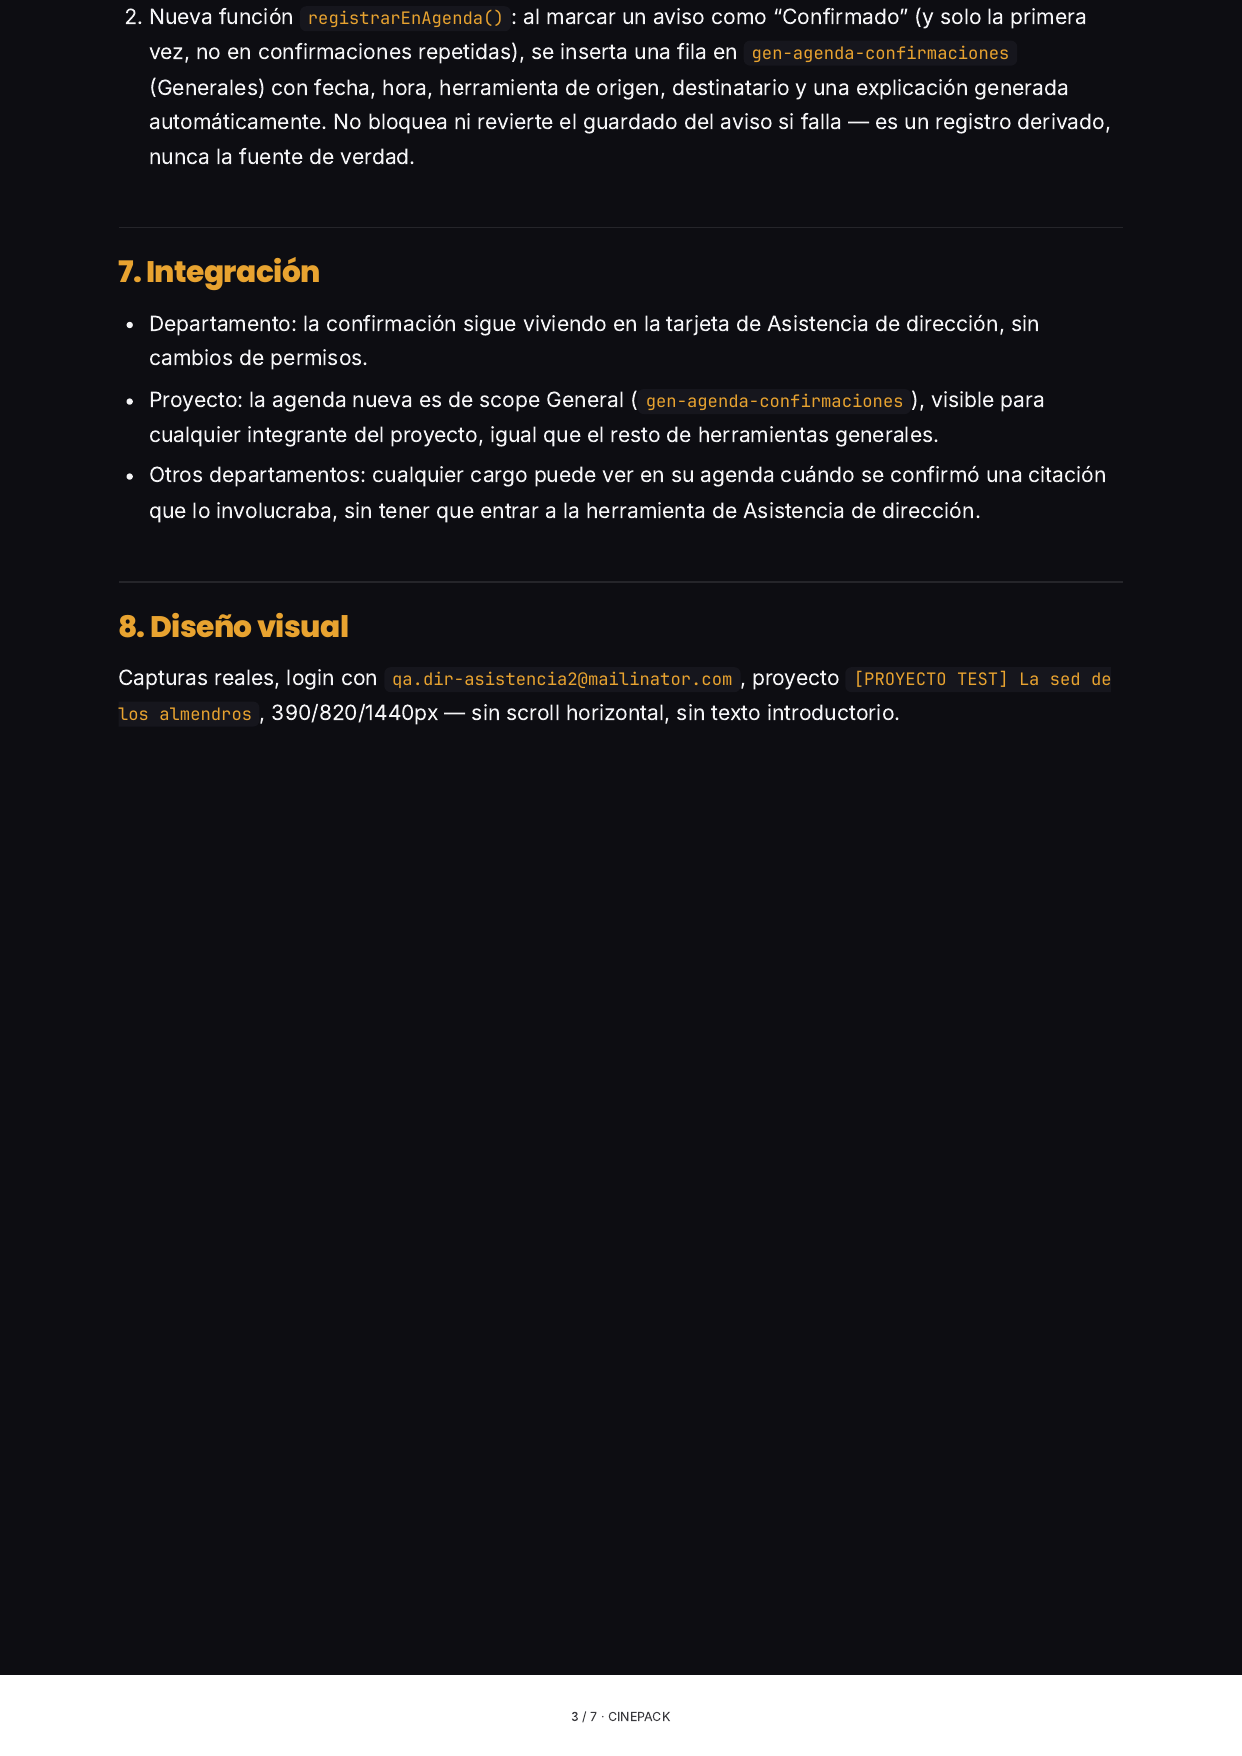 2. Nueva función registrarEnAgenda() : al marcar un aviso como “Confirmado” (y solo la primera
vez, no en confirmaciones repetidas), se inserta una fila en gen-agenda-confirmaciones
(Generales) con fecha, hora, herramienta de origen, destinatario y una explicación generada
automáticamente. No bloquea ni revierte el guardado del aviso si falla — es un registro derivado,
nunca la fuente de verdad.
7. Integración
• Departamento: la confirmación sigue viviendo en la tarjeta de Asistencia de dirección, sin
cambios de permisos.
• Proyecto: la agenda nueva es de scope General ( gen-agenda-confirmaciones ), visible para
cualquier integrante del proyecto, igual que el resto de herramientas generales.
• Otros departamentos: cualquier cargo puede ver en su agenda cuándo se confirmó una citación
que lo involucraba, sin tener que entrar a la herramienta de Asistencia de dirección.
8. Diseño visual
Capturas reales, login con qa.dir-asistencia2@mailinator.com , proyecto [PROYECTO TEST] La sed de
los almendros , 390/820/1440px — sin scroll horizontal, sin texto introductorio.
3 / 7 · CINEPACK